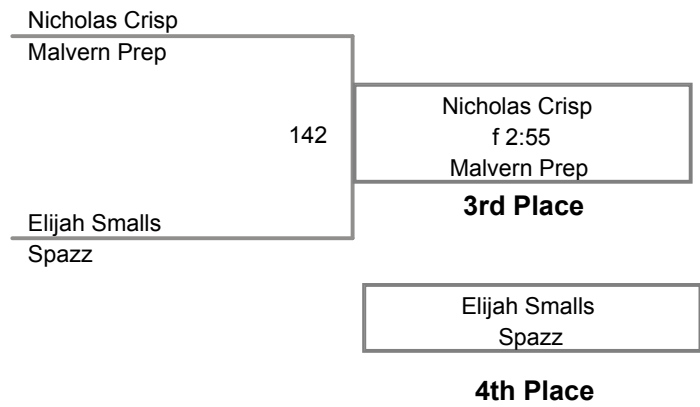 Nicholas Crisp
Malvern Prep
142
Nicholas Crisp
f 2:55
Malvern Prep
3rd Place
Elijah Smalls
Spazz
Elijah Smalls
Spazz
4th Place